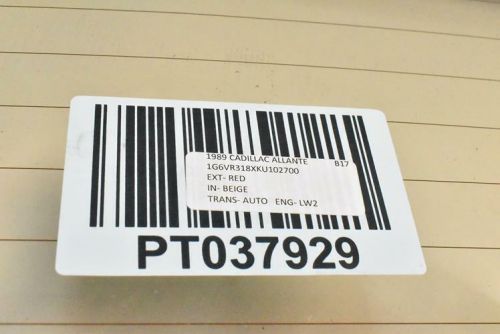 1989 CADILLAC ALLANTE B17
1G6VR318XKU102700
EXT- RED
IN- BEIGE
TRANS- AUTO ENG- LW2
PT037929